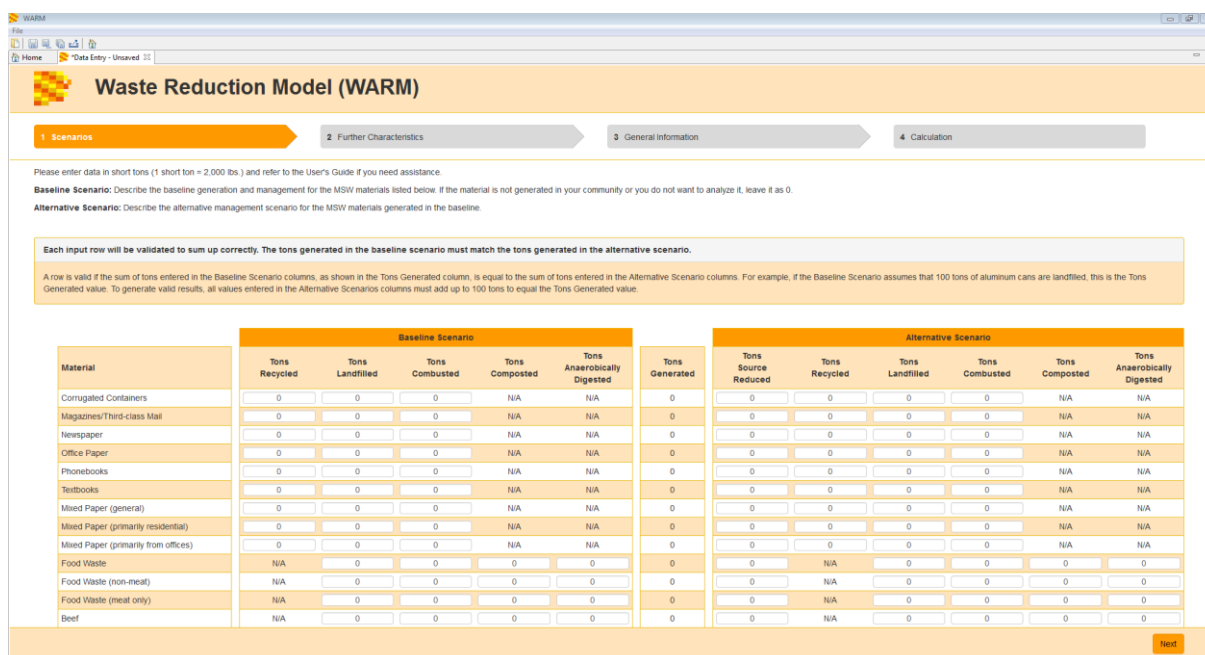 WARM
File
Home
*Data Entry - Unsaved
Waste Reduction Model (WARM)
1 Scenarios
2 Further Characteristics
3 General Information
4 Calculation
Please enter data in short tons (1 short ton = 2,000 lbs.) and refer to the User's Guide if you need assistance.
Baseline Scenario: Describe the baseline generation and management for the MSW materials listed below. If the material is not generated in your community or you do not want to analyze it, leave it as 0.
Alternative Scenario: Describe the alternative management scenario for the MSW materials generated in the baseline.
Each input row will be validated to sum up correctly. The tons generated in the baseline scenario must match the tons generated in the alternative scenario.
A row is valid if the sum of tons entered in the Baseline Scenario columns, as shown in the Tons Generated column, is equal to the sum of tons entered in the Alternative Scenario columns. For example, if the Baseline Scenario assumes that 100 tons of aluminum cans are landfilled, this is the Tons
Generated value. To generate valid results, all values entered in the Alternative Scenarios columns must add up to 100 tons to equal the Tons Generated value.
Baseline Scenario Alternative Scenario
Material Tons Recycled Tons Landfilled Tons Combusted Tons Composted Tons Anaerobically Digested Tons Generated Tons Source Reduced Tons Recycled Tons Landfilled Tons Combusted Tons Composted Tons Anaerobically Digested
Corrugated Containers 0 0 0 N/A N/A 0 0 0 0 0 N/A N/A
Magazines/Third-class Mail 0 0 0 N/A N/A 0 0 0 0 0 N/A N/A
Newspaper 0 0 0 N/A N/A 0 0 0 0 0 N/A N/A
Office Paper 0 0 0 N/A N/A 0 0 0 0 0 N/A N/A
Phonebooks 0 0 0 N/A N/A 0 0 0 0 0 N/A N/A
Textbooks 0 0 0 N/A N/A 0 0 0 0 0 N/A N/A
Mixed Paper (general) 0 0 0 N/A N/A 0 0 0 0 0 N/A N/A
Mixed Paper (primarily residential) 0 0 0 N/A N/A 0 0 0 0 0 N/A N/A
Mixed Paper (primarily from offices) 0 0 0 N/A N/A 0 0 0 0 0 N/A N/A
Food Waste N/A 0 0 0 0 0 0 N/A 0 0 0 0
Food Waste (non-meat) N/A 0 0 0 0 0 0 N/A 0 0 0 0
Food Waste (meat only) N/A 0 0 0 0 0 0 N/A 0 0 0 0
Beef N/A 0 0 0 0 0 0 N/A 0 0 0 0
Next